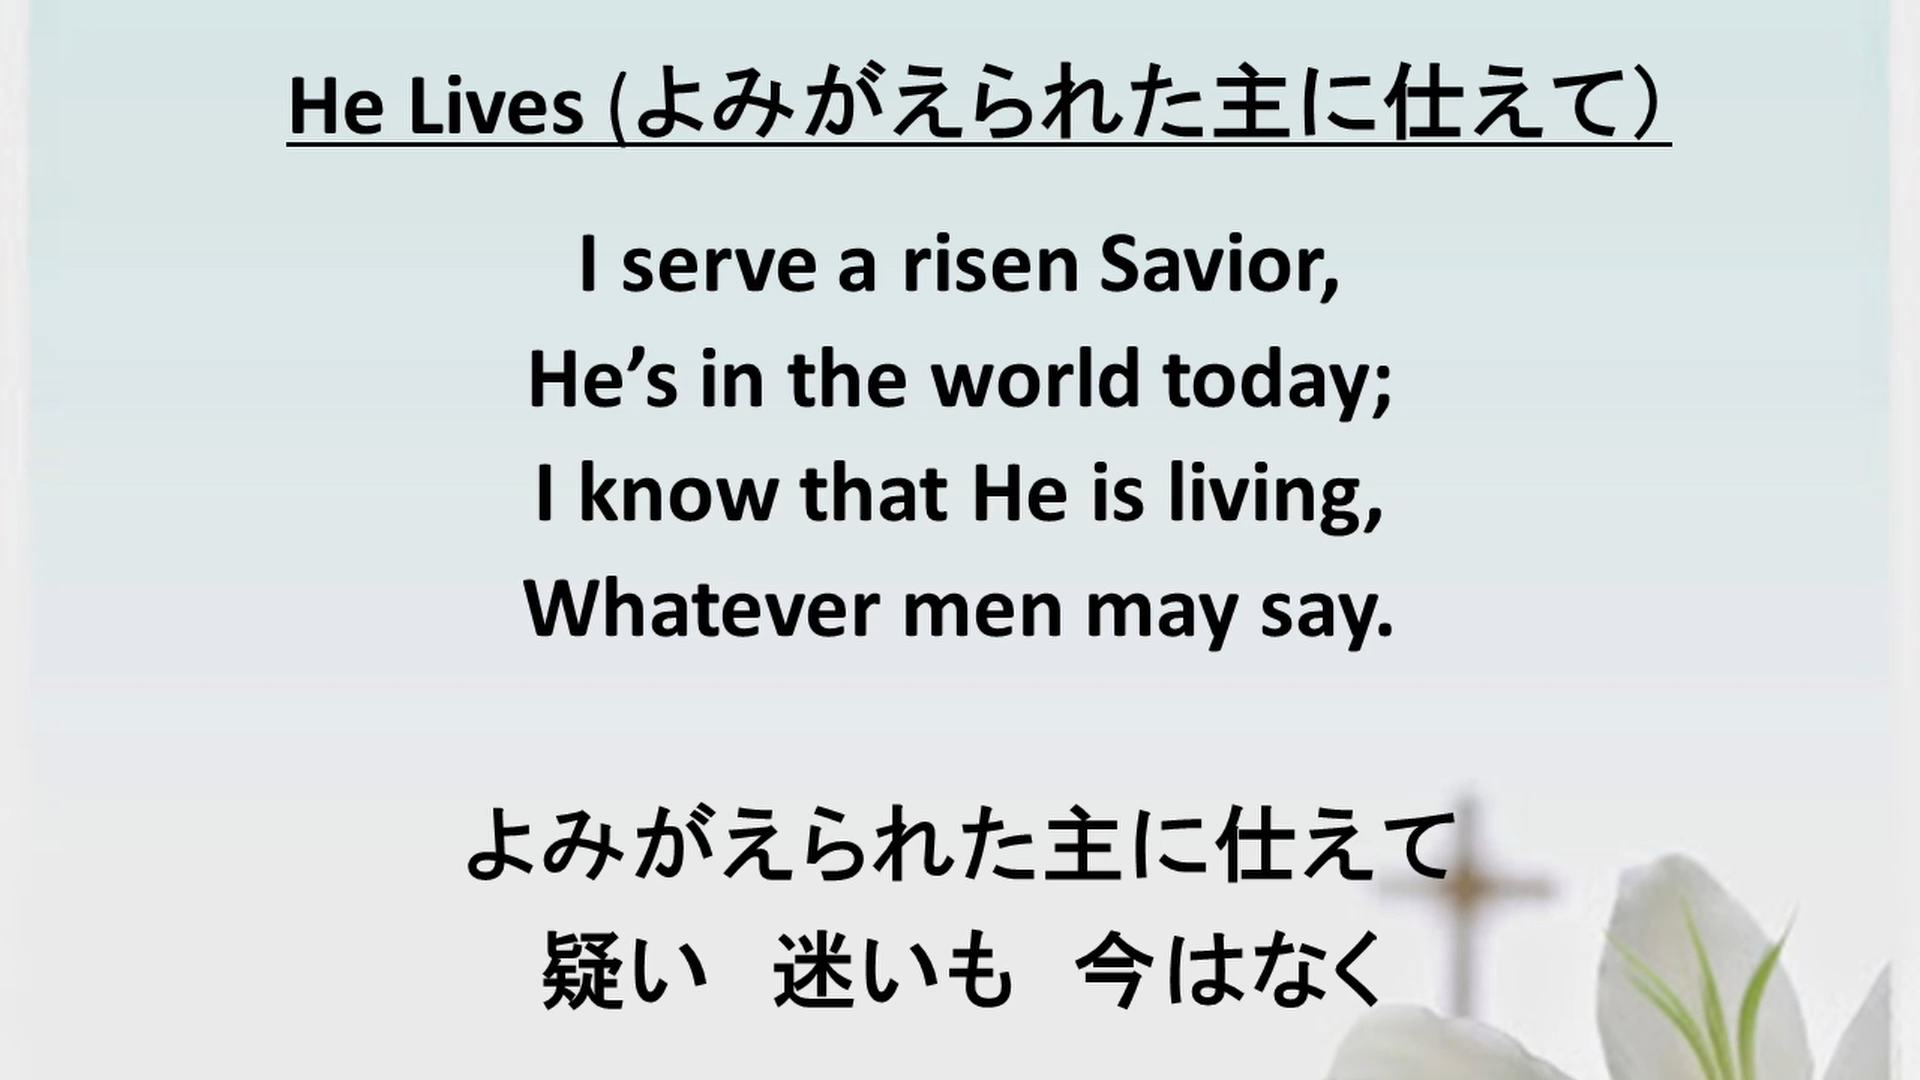 He Lives (よみがえられた主に仕えて)
I serve a risen Savior,
He’s in the world today;
I know that He is living,
Whatever men may say.
よみがえられた主に仕えて
疑い　迷いも　今はなく